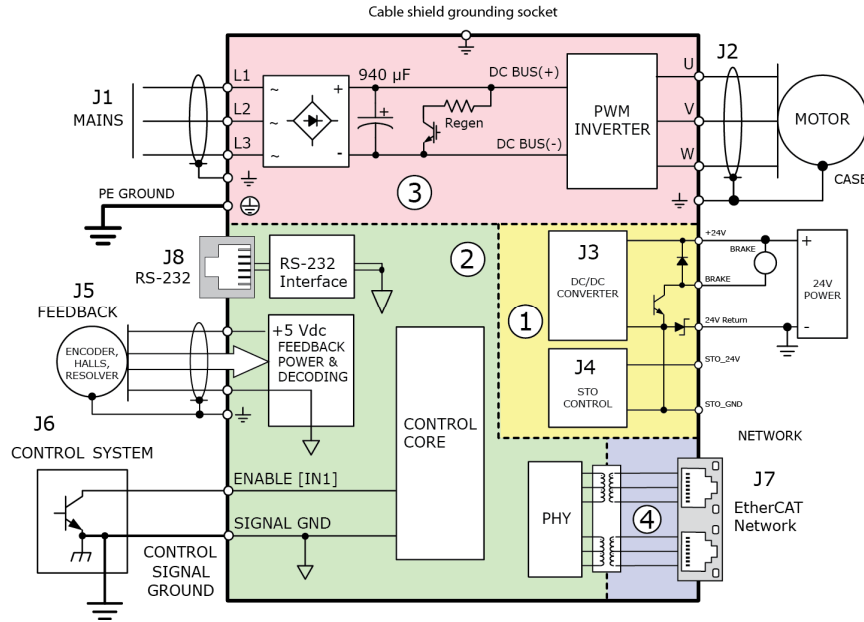 Cable shield grounding socket
J1
MAINS
L1
L2
L3
~
~
~
+
-
940 µF
+
Regen
DC BUS(+)
DC BUS(-)
PWM
INVERTER
U
V
W
J2
MOTOR
CASE
PE GROUND
3
J8
RS-232
RS-232
Interface
2
J5
FEEDBACK
ENCODER,
HALLS,
RESOLVER
+5 Vdc
FEEDBACK
POWER &
DECODING
CONTROL
CORE
1
J3
DC/DC
CONVERTER
J4
STO
CONTROL
+24V
BRAKE
BRAKE
24V Return
STO_24V
STO_GND
+
24V
POWER
-
J6
CONTROL SYSTEM
ENABLE [IN1]
SIGNAL GND
CONTROL
SIGNAL
GROUND
PHY
4
NETWORK
J7
EtherCAT
Network